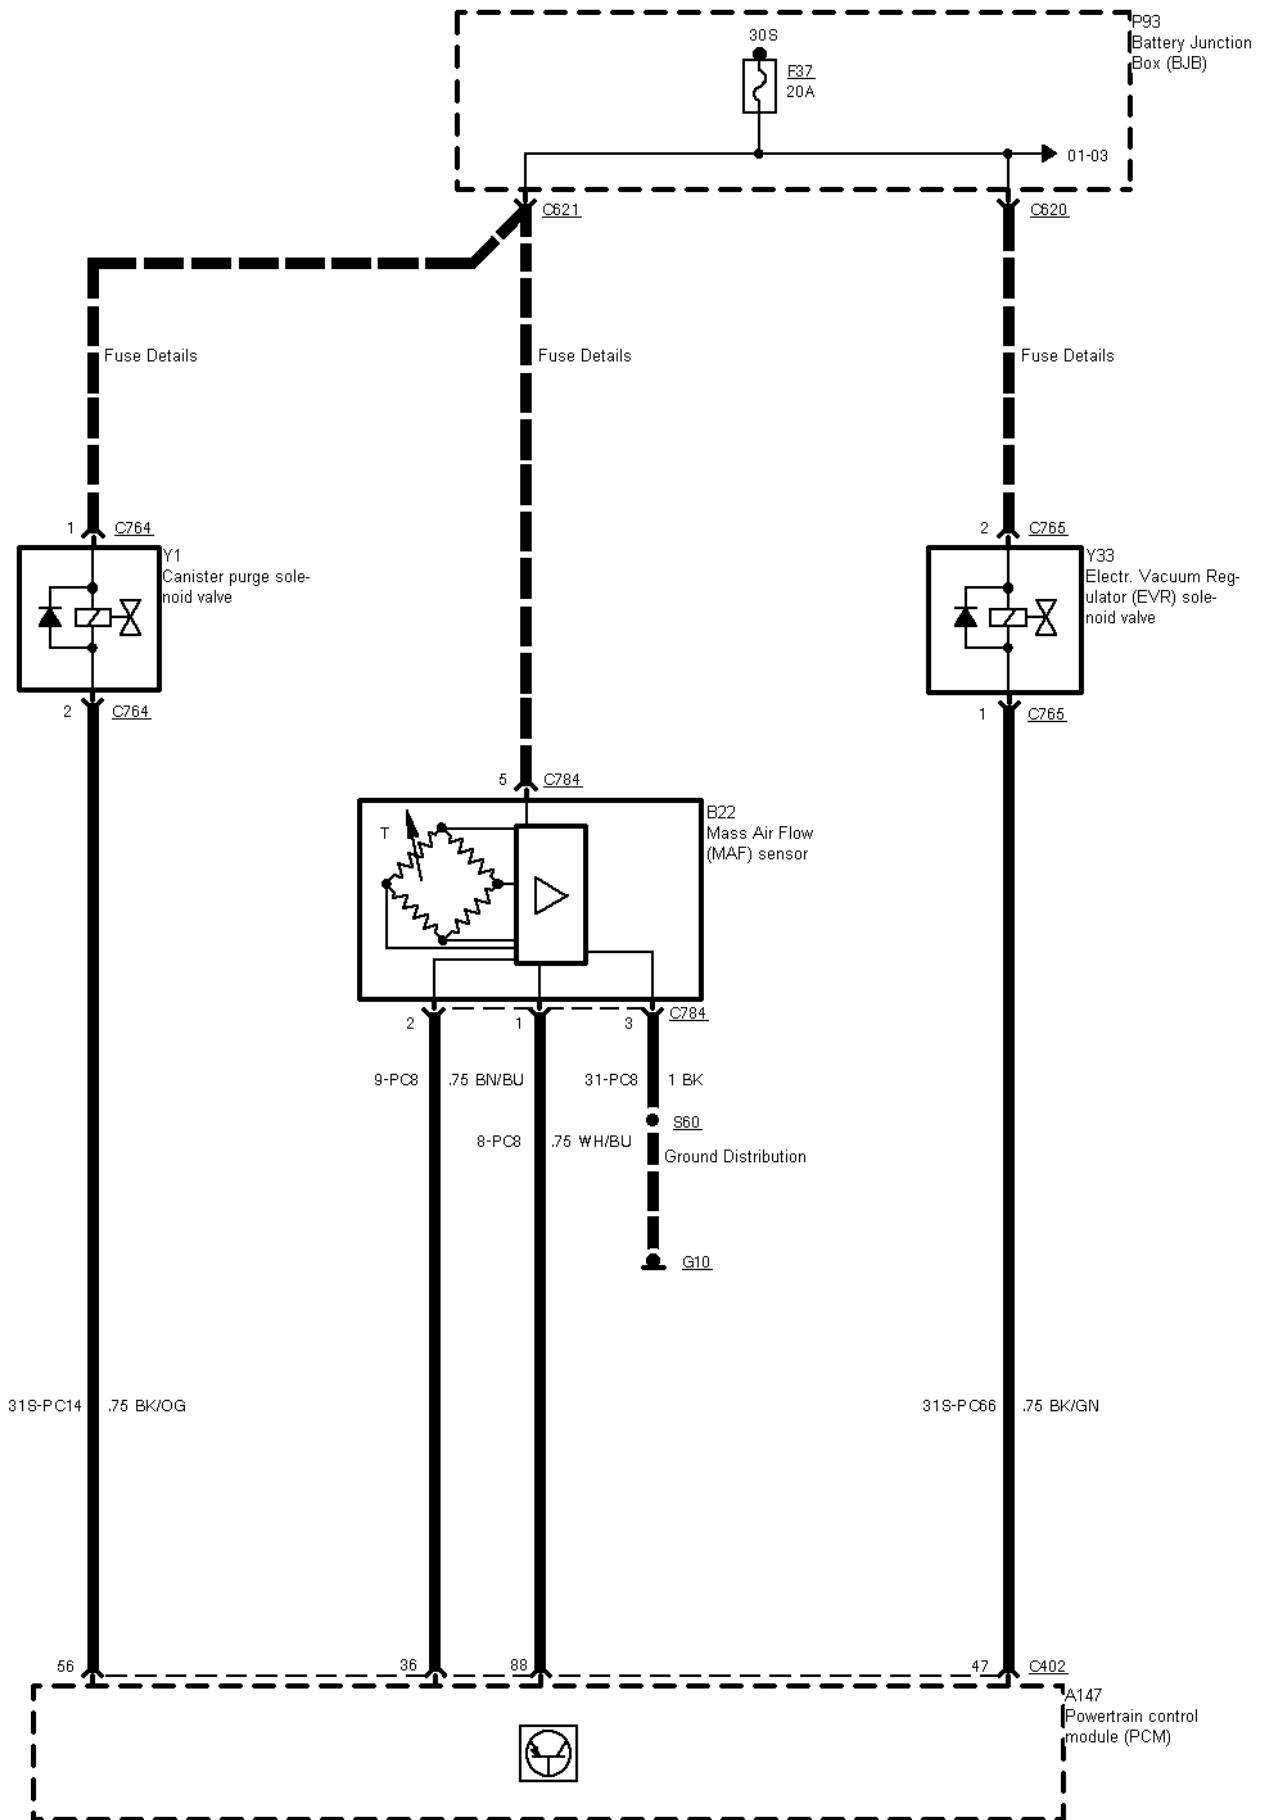 P93
Battery Junction
Box (BJB)
30S
F37
20A
01-03
C621
C620
Fuse Details
Fuse Details
Fuse Details
1
C764
2
C765
Y1
Canister purge sole-
noid valve
Y33
Electr. Vacuum Reg-
ulator (EVR) sole-
noid valve
2
C764
1
C765
5
C784
B22
Mass Air Flow
(MAF) sensor
T
2
1
3
C784
9-PC8
.75 BN/BU
31-PC8
1 BK
S60
8-PC8
.75 WH/BU
Ground Distribution
G10
31S-PC14
.75 BK/OG
31S-PC66
.75 BK/GN
56
36
88
47
C402
A147
Powertrain control
module (PCM)